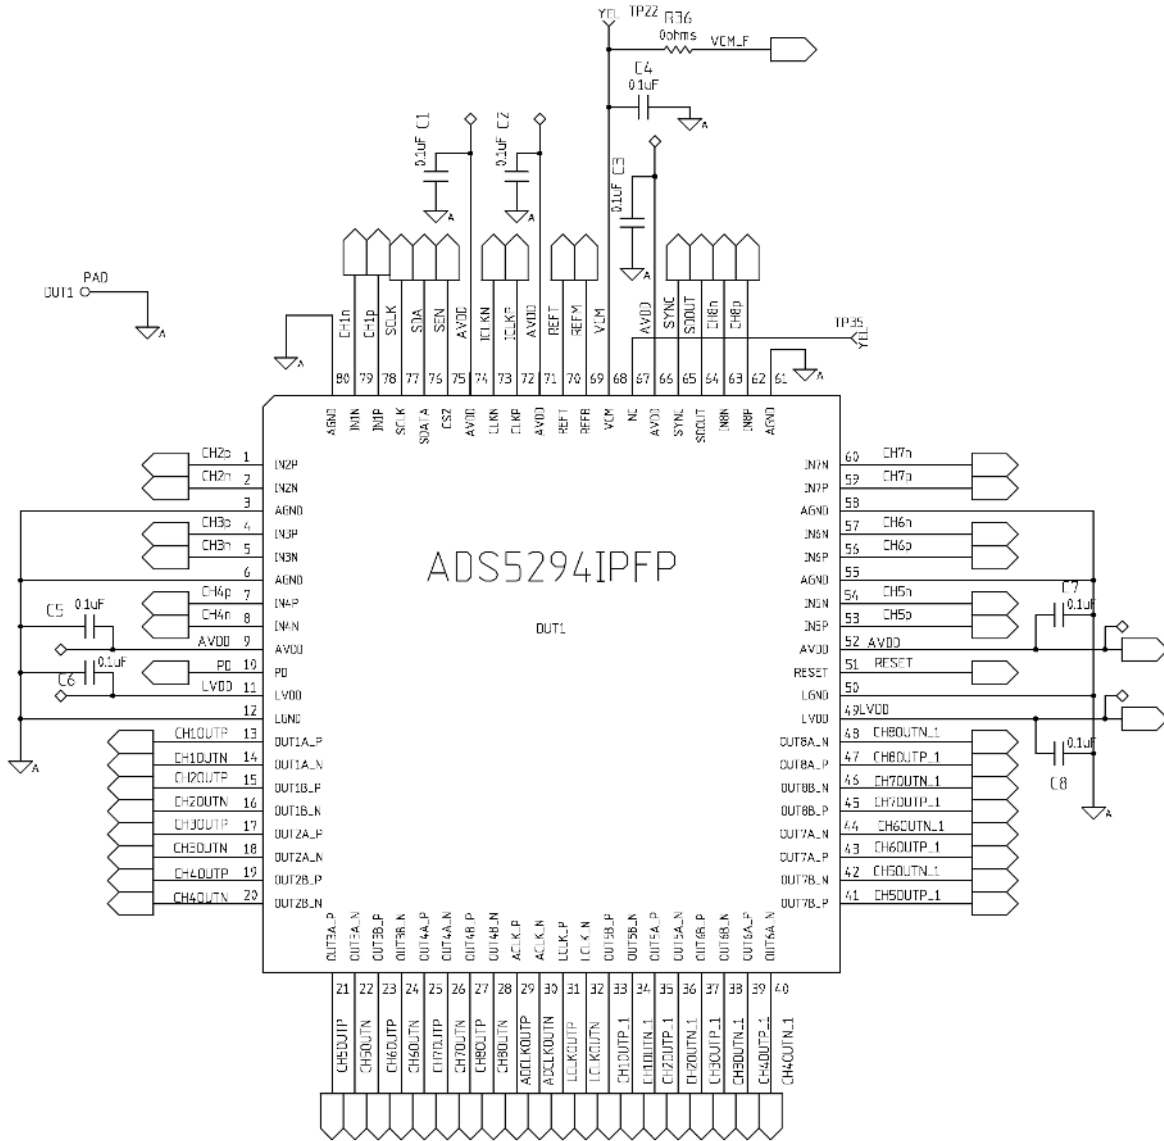 YEL TP22
R36
0ohms
VCM_F
C4
0.1uF
A
0.1uF C1
0.1uF C2
0.1uF C3
A
A
A
PAD
DUT1
A
CH1n
CH1p
SCLK
SDA
SEN
AVDD
ICLKN
ICLKP
AVDD
REFT
REFM
VCM
AVDD
SYNC
SDOUT
CH8n
CH8p
TP35
YEL
A
A
80 79 78 77 76 75 74 73 72 71 70 69 68 67 66 65 64 63 62 61
AGND
IN1N
IN1P
SCLK
SDATA
CSZ
AVDD
CLKN
CLKP
AVDD
REFT
REFB
VCM
NC
AVDD
SYNC
SDOUT
IN8N
IN8P
AGND
CH2p 1 IN2P
CH2n 2 IN2N
3 AGND
CH3p 4 IN3P
CH3n 5 IN3N
6 AGND
CH4p 7 IN4P
CH4n 8 IN4N
C5 0.1uF
AVDD 9 AVDD
PD 10 PD
C6 0.1uF
LVDD 11 LVDD
12 LGND
A
CH1OUTP 13 OUT1A_P
CH1OUTN 14 OUT1A_N
CH2OUTP 15 OUT1B_P
CH2OUTN 16 OUT1B_N
CH3OUTP 17 OUT2A_P
CH3OUTN 18 OUT2A_N
CH4OUTP 19 OUT2B_P
CH4OUTN 20 OUT2B_N
ADS5294IPFP
DUT1
IN7N 60 CH7n
IN7P 59 CH7p
AGND 58
IN6N 57 CH6n
IN6P 56 CH6p
AGND 55
IN5N 54 CH5n
IN5P 53 CH5p
C7
0.1uF
AVDD 52 AVDD
RESET 51 RESET
LGND 50
LVDD 49 LVDD
OUT8A_N 48 CH8OUTN_1
OUT8A_P 47 CH8OUTP_1
0.1uF
C8
OUT8B_N 46 CH7OUTN_1
OUT8B_P 45 CH7OUTP_1
A
OUT7A_N 44 CH6OUTN_1
OUT7A_P 43 CH6OUTP_1
OUT7B_N 42 CH5OUTN_1
OUT7B_P 41 CH5OUTP_1
OUT3A_P
OUT3A_N
OUT3B_P
OUT3B_N
OUT4A_P
OUT4A_N
OUT4B_P
OUT4B_N
ACLK_P
ACLK_N
LCLK_P
LCLK_N
OUT5B_P
OUT5B_N
OUT5A_P
OUT5A_N
OUT6B_P
OUT6B_N
OUT6A_P
OUT6A_N
21 22 23 24 25 26 27 28 29 30 31 32 33 34 35 36 37 38 39 40
CH5OUTP
CH5OUTN
CH6OUTP
CH6OUTN
CH7OUTP
CH7OUTN
CH8OUTP
CH8OUTN
ADCLKOUTP
ADCLKOUTN
LCLKOUTP
LCLKOUTN
CH1OUTP_1
CH1OUTN_1
CH2OUTP_1
CH2OUTN_1
CH3OUTP_1
CH3OUTN_1
CH4OUTP_1
CH4OUTN_1